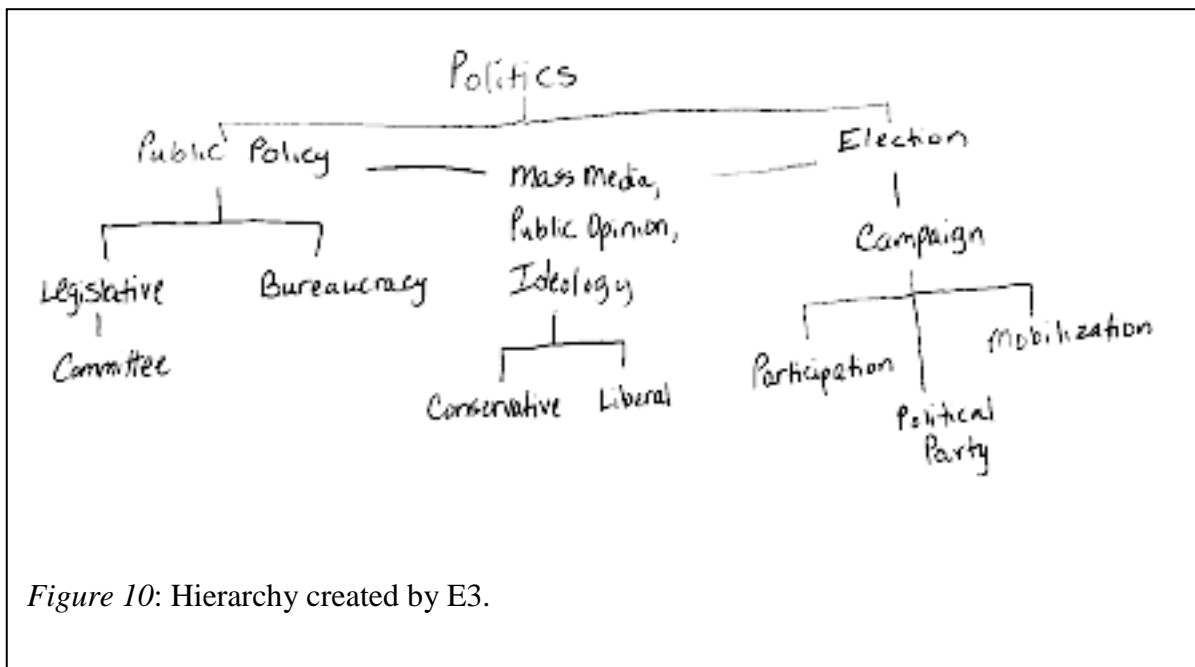 Politics
Public Policy
Election
Mass Media,
Public Opinion,
Ideology
Campaign
Legislative
Bureaucracy
Committee
Conservative
Liberal
Participation
Mobilization
Political
Party
Figure 10: Hierarchy created by E3.